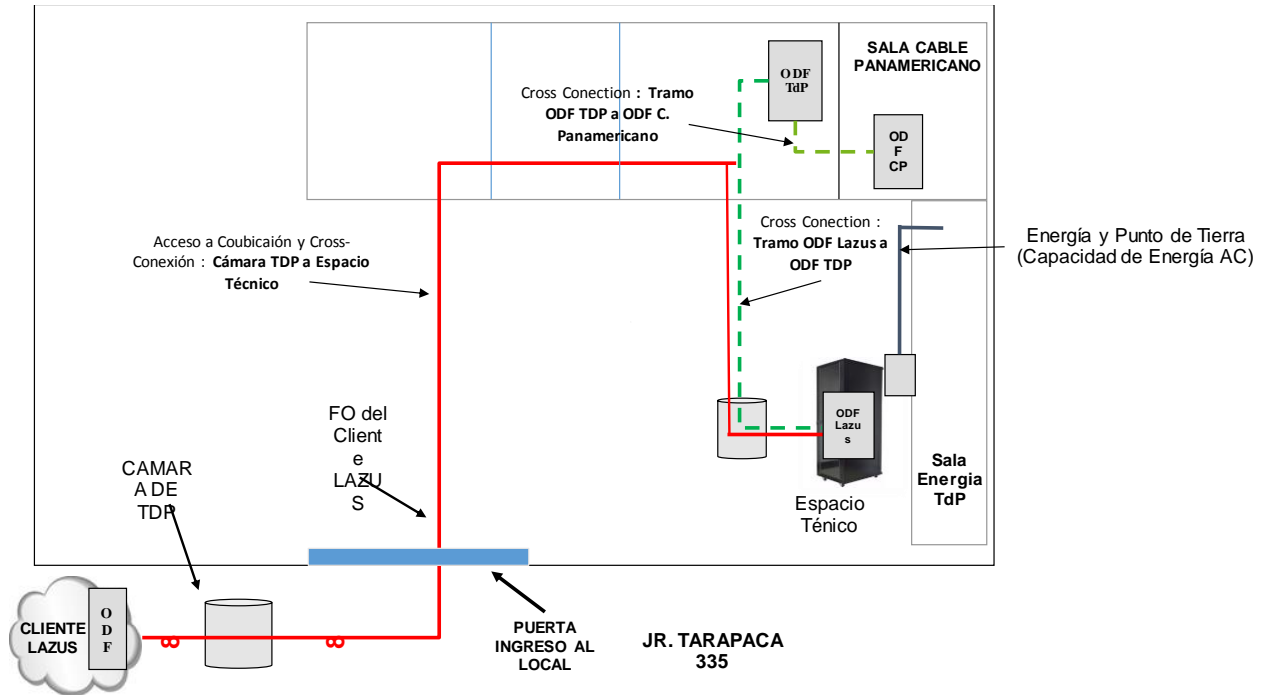 SALA CABLE
PANAMERICANO
ODF
TdP
OD
F
CP
Cross Conection : Tramo
ODF TDP a ODF C.
Panamericano
Acceso a Coubicaión y Cross-
Conexión : Cámara TDP a Espacio
Técnico
Cross Conection :
Tramo ODF Lazus a
ODF TDP
Energía y Punto de Tierra
(Capacidad de Energía AC)
FO del
Client
e
LAZU
S
CAMAR
A DE
TDP
ODF
Lazu
s
Espacio
Ténico
Sala
Energia
TdP
CLIENTE
LAZUS
O
D
F
PUERTA
INGRESO AL
LOCAL
JR. TARAPACA
335